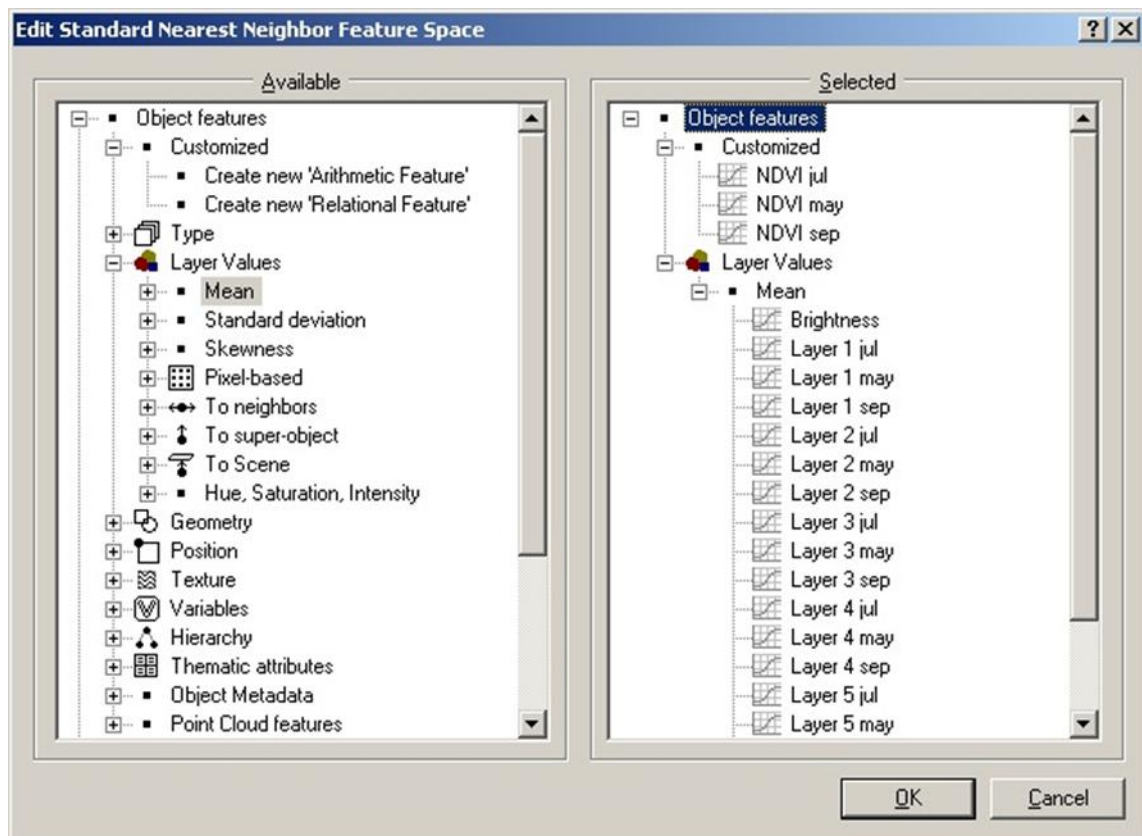 Edit Standard Nearest Neighbor Feature Space
Available
Object features
Customized
Create new 'Arithmetic Feature'
Create new 'Relational Feature'
Type
Layer Values
Mean
Standard deviation
Skewness
Pixel-based
To neighbors
To super-object
To Scene
Hue, Saturation, Intensity
Geometry
Position
Texture
Variables
Hierarchy
Thematic attributes
Object Metadata
Point Cloud features
Selected
Object features
Customized
NDVI jul
NDVI may
NDVI sep
Layer Values
Mean
Brightness
Layer 1 jul
Layer 1 may
Layer 1 sep
Layer 2 jul
Layer 2 may
Layer 2 sep
Layer 3 jul
Layer 3 may
Layer 3 sep
Layer 4 jul
Layer 4 may
Layer 4 sep
Layer 5 jul
Layer 5 may
OK
Cancel